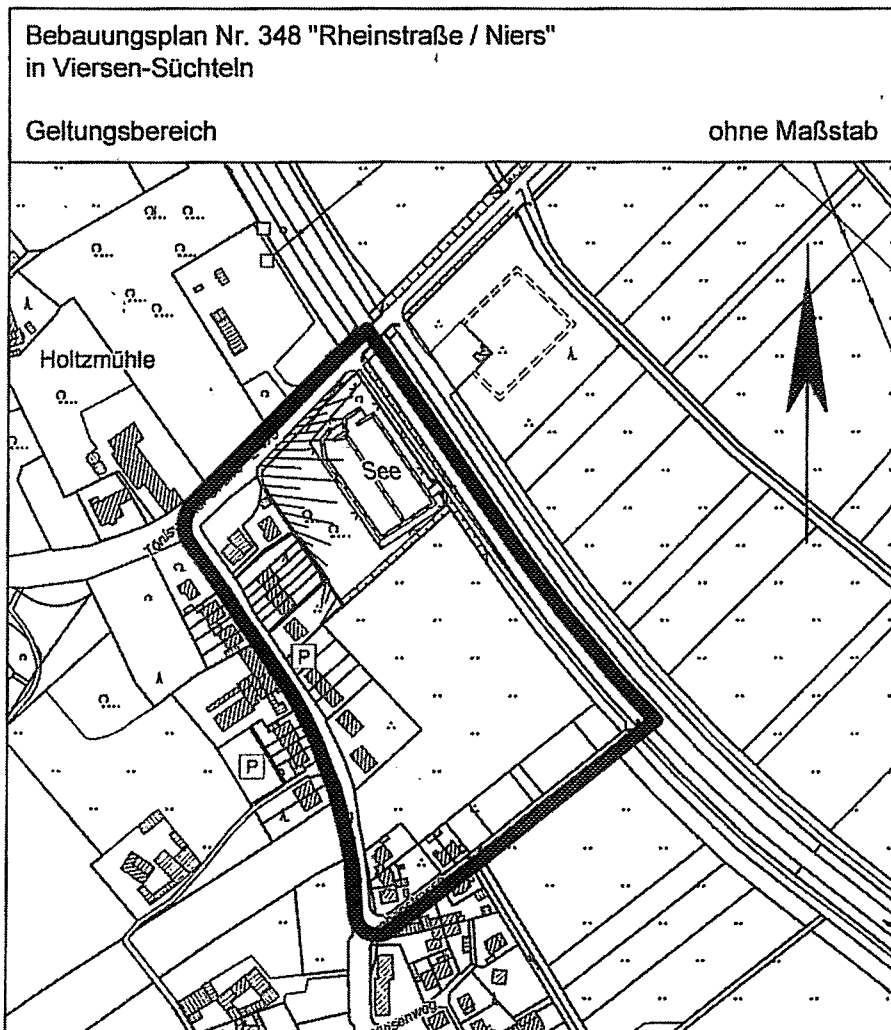 Bebauungsplan Nr. 348 "Rheinstraße / Niers"
in Viersen-Süchteln
Geltungsbereich
ohne Maßstab
Holtzmühle
See
P
P